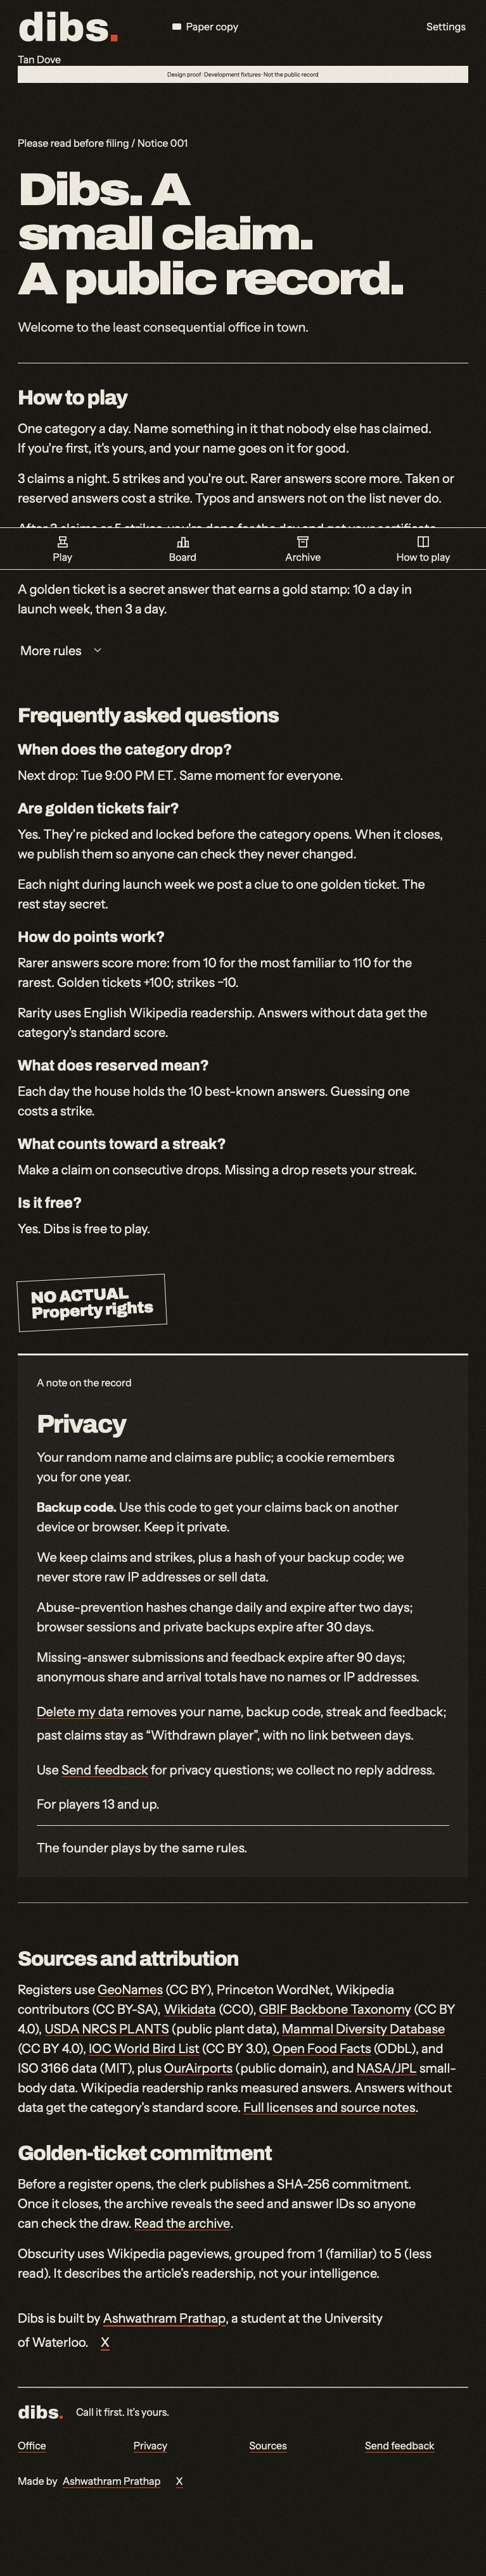 dibs.
Paper copy
Settings
Tan Dove
Design proof · Development fixtures · Not the public record
Please read before filing / Notice 001
Dibs. A
small claim.
A public record.
Welcome to the least consequential office in town.
How to play
One category a day. Name something in it that nobody else has claimed.
If you're first, it's yours, and your name goes on it for good.
3 claims a night. 5 strikes and you're out. Rarer answers score more. Taken or
reserved answers cost a strike. Typos and answers not on the list never do.
Play
Board
Archive
How to play
A golden ticket is a secret answer that earns a gold stamp: 10 a day in
launch week, then 3 a day.
More rules
Frequently asked questions
When does the category drop?
Next drop: Tue 9:00 PM ET. Same moment for everyone.
Are golden tickets fair?
Yes. They're picked and locked before the category opens. When it closes,
we publish them so anyone can check they never changed.
Each night during launch week we post a clue to one golden ticket. The
rest stay secret.
How do points work?
Rarer answers score more: from 10 for the most familiar to 110 for the
rarest. Golden tickets +100; strikes −10.
Rarity uses English Wikipedia readership. Answers without data get the
category's standard score.
What does reserved mean?
Each day the house holds the 10 best-known answers. Guessing one
costs a strike.
What counts toward a streak?
Make a claim on consecutive drops. Missing a drop resets your streak.
Is it free?
Yes. Dibs is free to play.
NO ACTUAL
Property rights
A note on the record
Privacy
Your random name and claims are public; a cookie remembers
you for one year.
Backup code. Use this code to get your claims back on another
device or browser. Keep it private.
We keep claims and strikes, plus a hash of your backup code; we
never store raw IP addresses or sell data.
Abuse-prevention hashes change daily and expire after two days;
browser sessions and private backups expire after 30 days.
Missing-answer submissions and feedback expire after 90 days;
anonymous share and arrival totals have no names or IP addresses.
Delete my data removes your name, backup code, streak and feedback;
past claims stay as “Withdrawn player”, with no link between days.
Use Send feedback for privacy questions; we collect no reply address.
For players 13 and up.
The founder plays by the same rules.
Sources and attribution
Registers use GeoNames (CC BY), Princeton WordNet, Wikipedia
contributors (CC BY-SA), Wikidata (CC0), GBIF Backbone Taxonomy (CC BY
4.0), USDA NRCS PLANTS (public plant data), Mammal Diversity Database
(CC BY 4.0), IOC World Bird List (CC BY 3.0), Open Food Facts (ODbL), and
ISO 3166 data (MIT), plus OurAirports (public domain), and NASA/JPL small-
body data. Wikipedia readership ranks measured answers. Answers without
data get the category's standard score. Full licenses and source notes.
Golden-ticket commitment
Before a register opens, the clerk publishes a SHA-256 commitment.
Once it closes, the archive reveals the seed and answer IDs so anyone
can check the draw. Read the archive.
Obscurity uses Wikipedia pageviews, grouped from 1 (familiar) to 5 (less
read). It describes the article's readership, not your intelligence.
Dibs is built by Ashwathram Prathap, a student at the University
of Waterloo. X
dibs. Call it first. It's yours.
Office
Privacy
Sources
Send feedback
Made by Ashwathram Prathap X